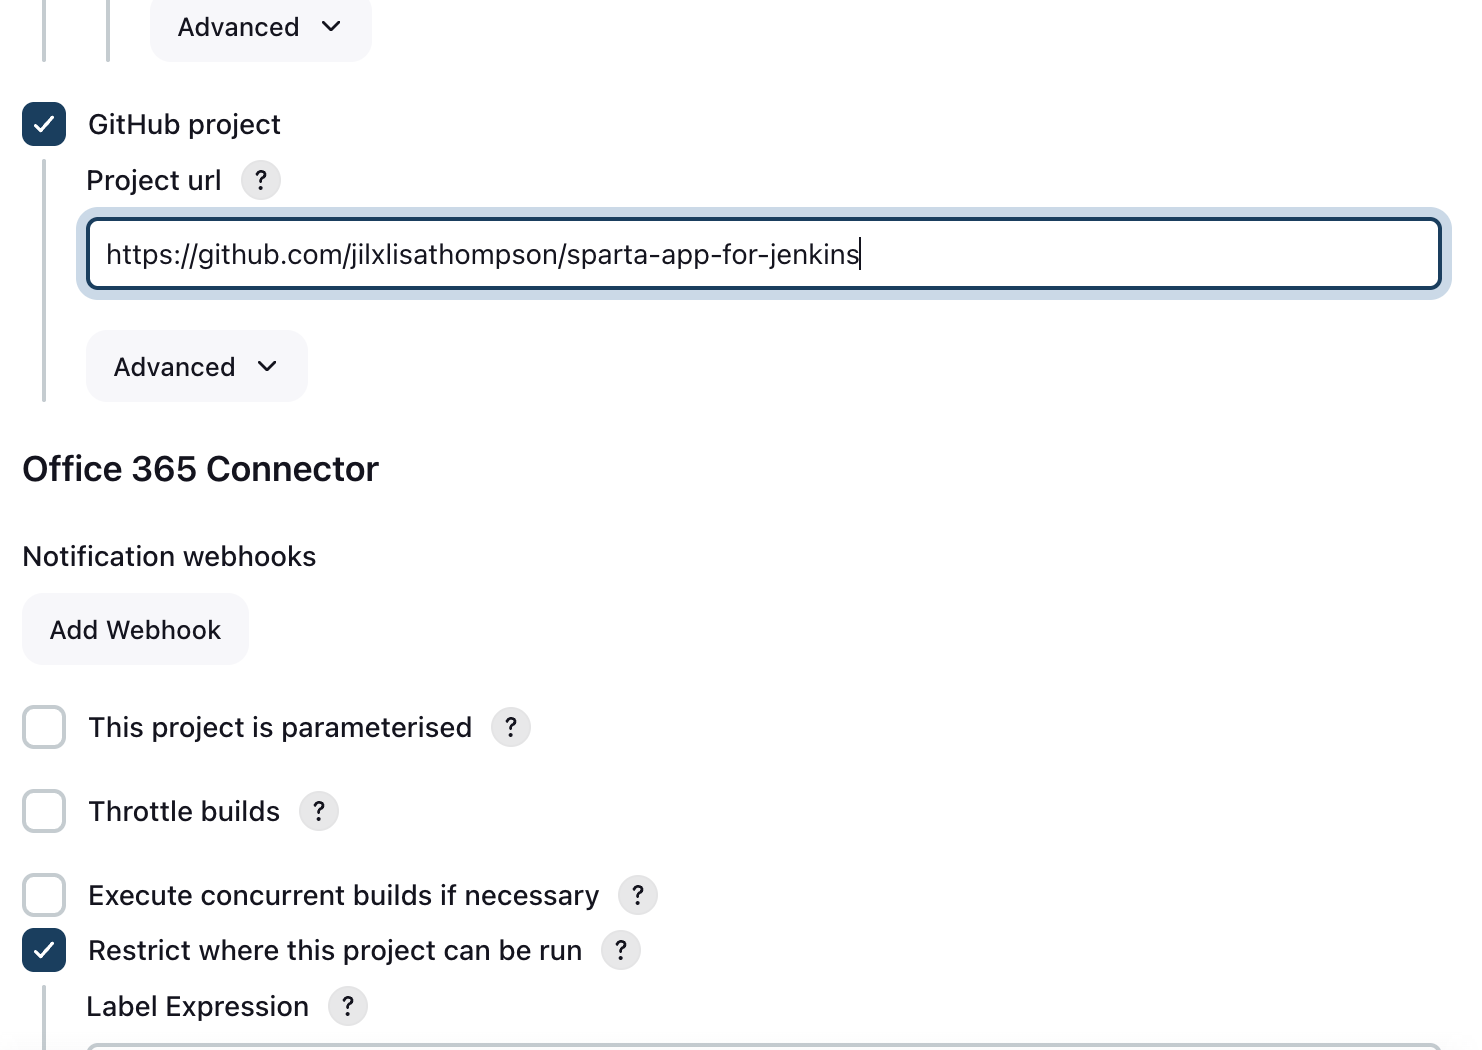 Advanced
GitHub project
Project url ?
https://github.com/jilxlisathompson/sparta-app-for-jenkins
Advanced
Office 365 Connector
Notification webhooks
Add Webhook
This project is parameterised ?
Throttle builds ?
Execute concurrent builds if necessary ?
Restrict where this project can be run ?
Label Expression ?